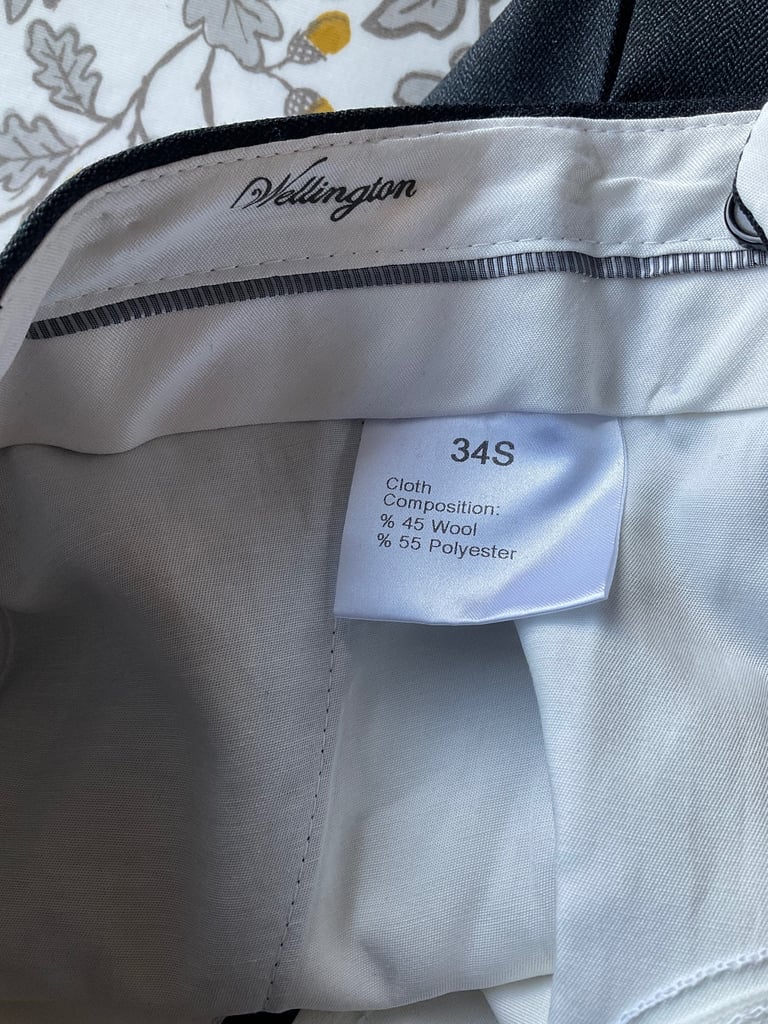 Wellington
34S
Cloth
Composition:
% 45 Wool
% 55 Polyester